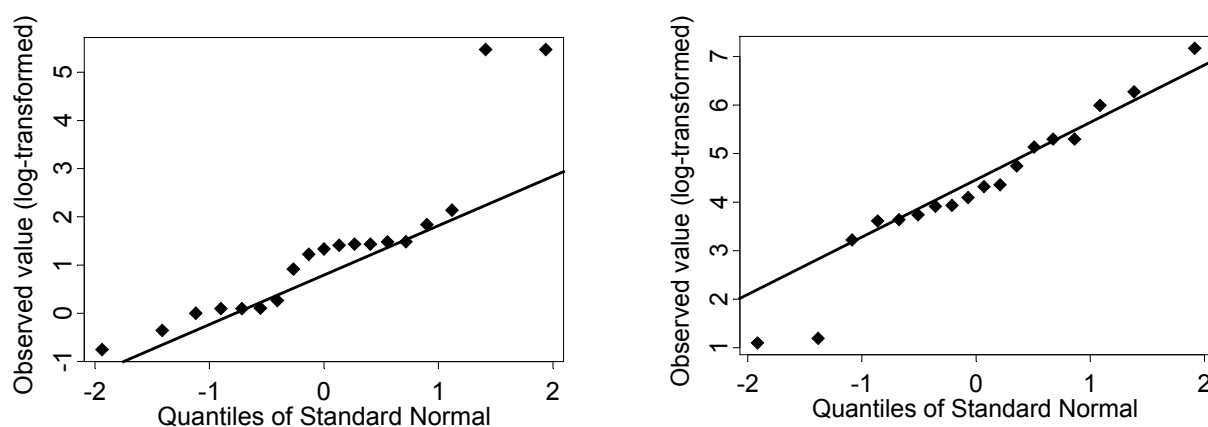 Observed value (log-transformed)
5
4
3
2
1
0
-1
-2 -1 0 1 2
Quantiles of Standard Normal
Observed value (log-transformed)
7
6
5
4
3
2
1
-2 -1 0 1 2
Quantiles of Standard Normal